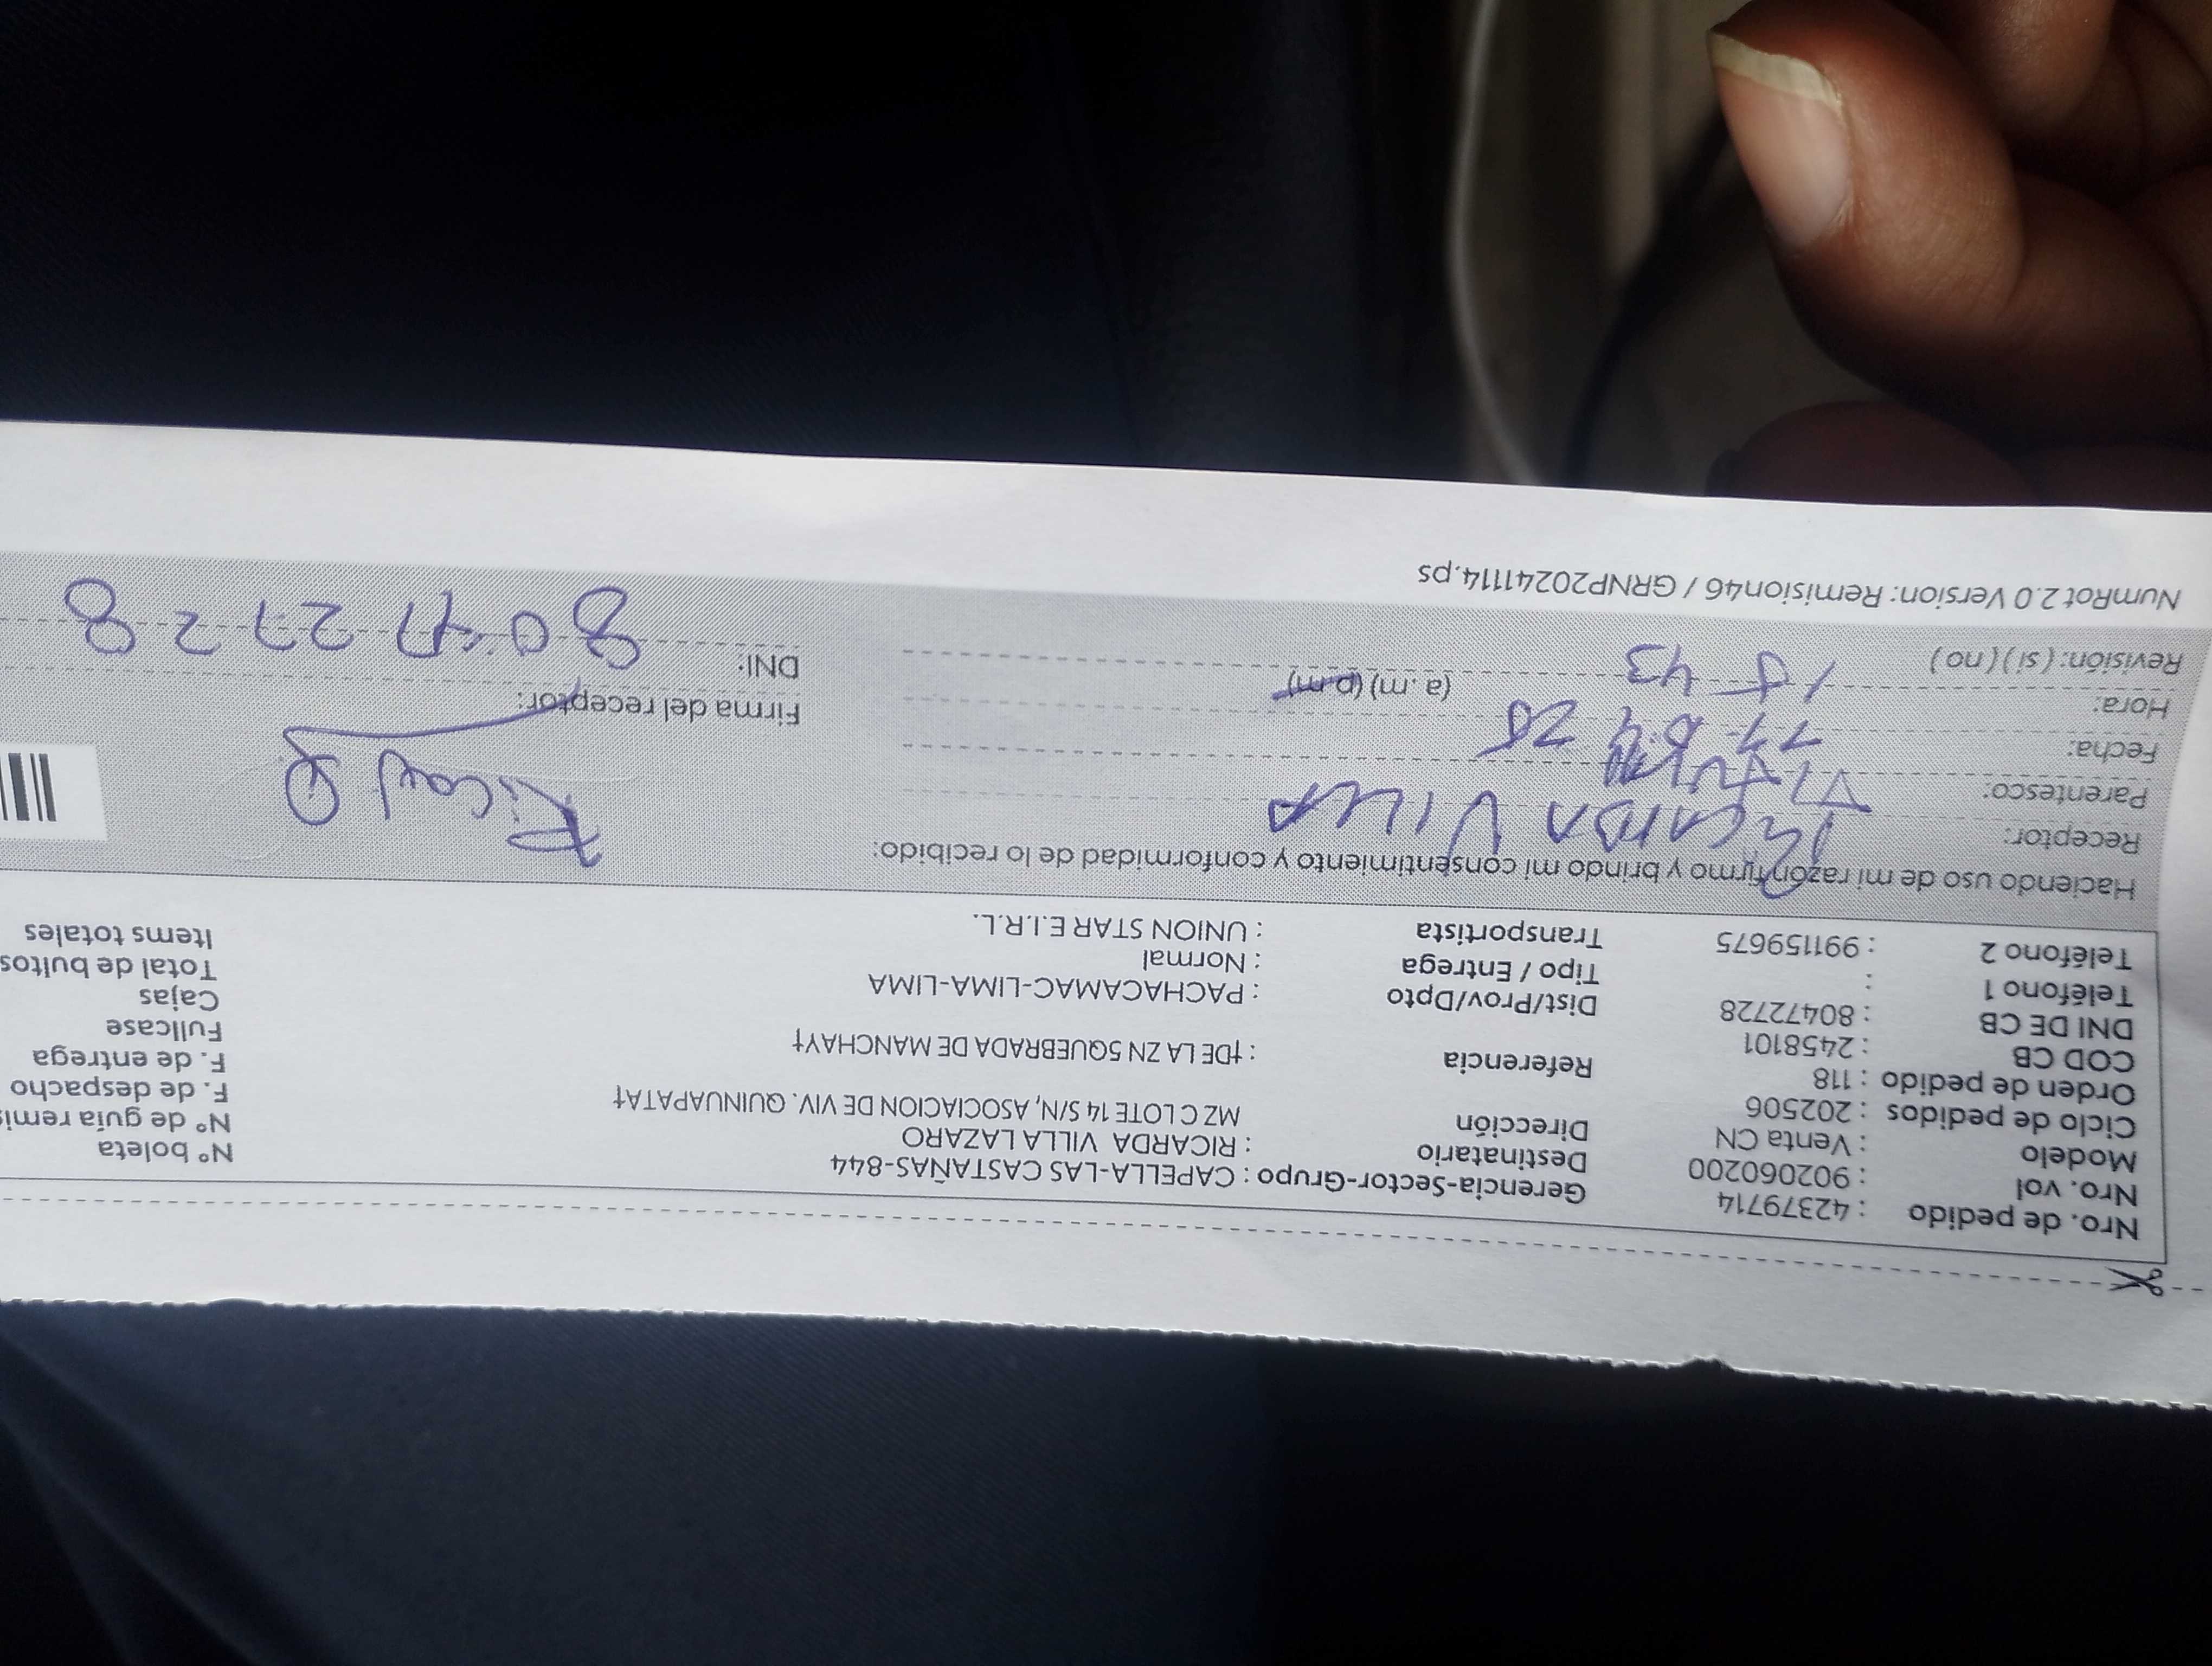 Nro. de pedido : 42379714 Gerencia-Sector-Grupo : CAPELLA-LAS CASTAÑAS-844
Nro. vol : 902060200 Destinatario : RICARDA VILLA LAZARO Nº boleta
Modelo : Venta CN Dirección MZ C LOTE 14 S/N, ASOCIACION DE VIV. QUINUAPATA† Nº de guía remis
Ciclo de pedidos : 202506 F. de despacho
Orden de pedido : 118 Referencia : †DE LA ZN 5QUEBRADA DE MANCHAY† F. de entrega
COD CB : 2458101 Fullcase
DNI DE CB : 80472728 Dist/Prov/Dpto : PACHACAMAC-LIMA-LIMA Cajas
Teléfono 1 : Tipo / Entrega : Normal Total de bultos
Teléfono 2 : 991159675 Transportista : UNION STAR E.I.R.L. Items totales
Haciendo uso de mi razón firmo y brindo mi consentimiento y conformidad de lo recibido:
Receptor: RICARDA VILLA
Parentesco: TITULAR
Fecha: Firma del receptor:
Hora: 15 43 (a.m) (p.m) DNI: 80472728
Revisión: ( si ) ( no )
NumRot 2.0 Version: Remision46 / GRNP20241114.ps